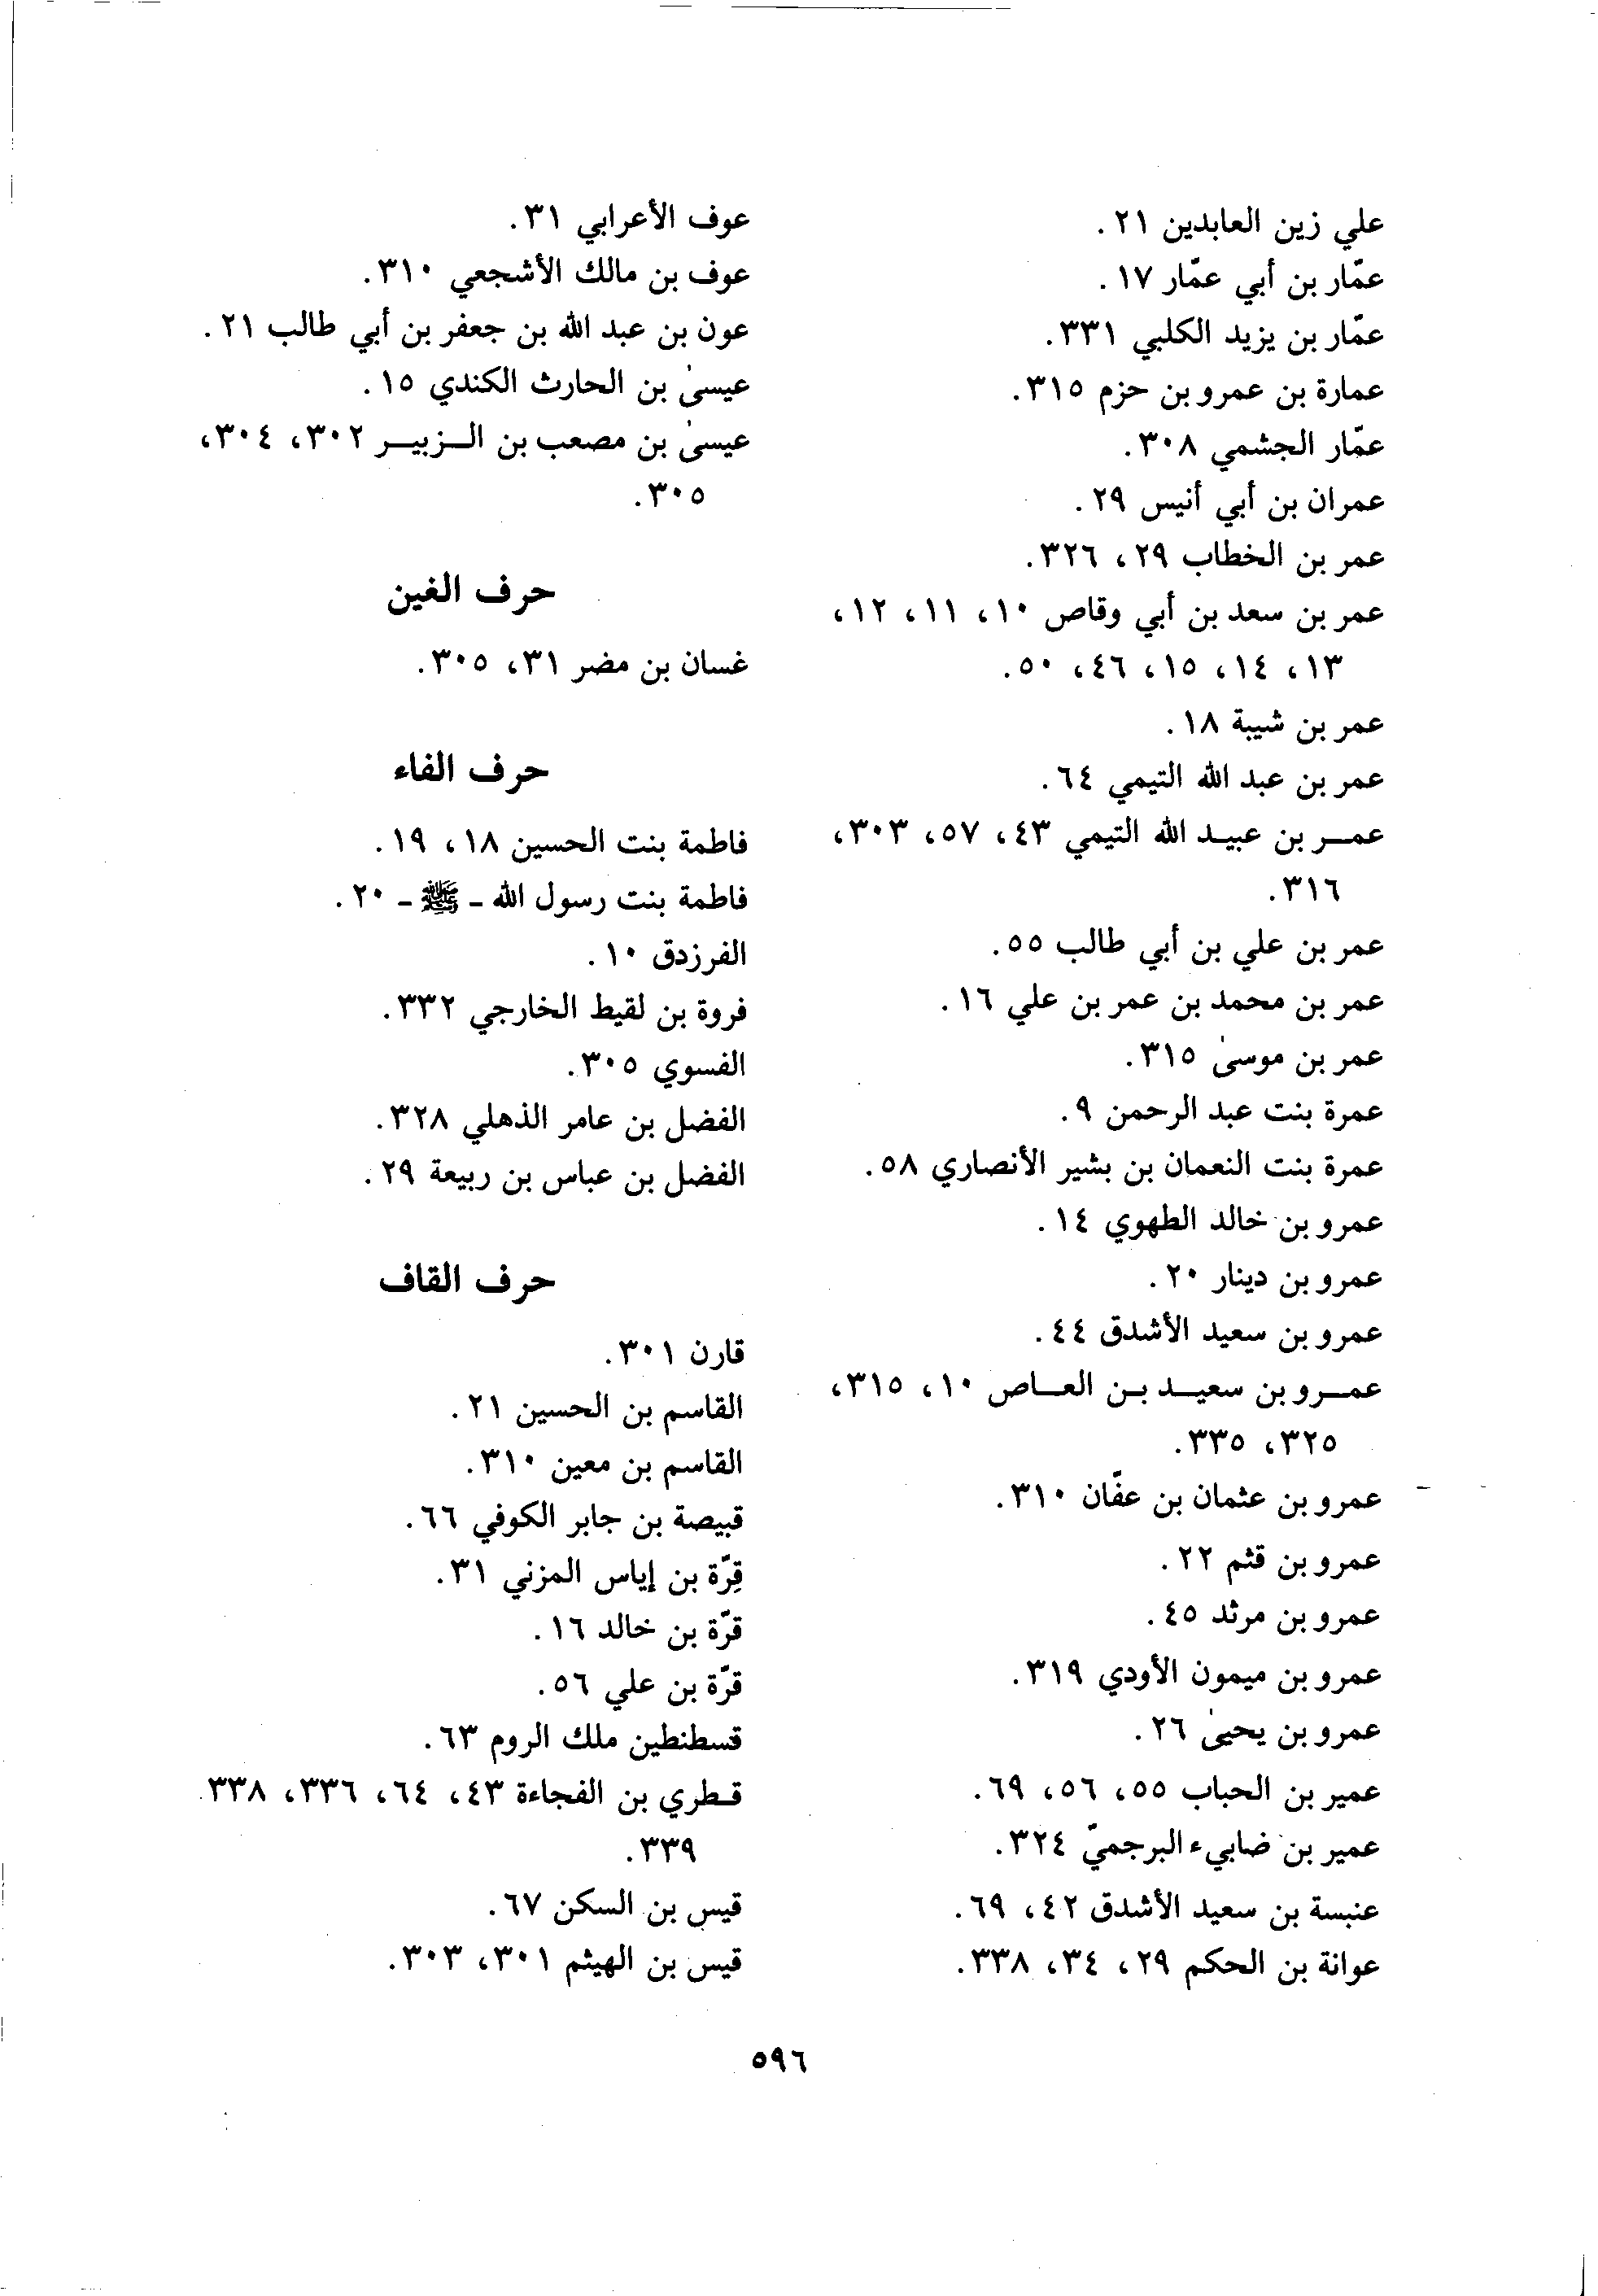 علي زين العابدين ٢١.
عمّار بن أبي عمّار ١٧.
عمّار بن يزيد الكلبي ٣٣١.
عمارة بن عمرو بن حزم ٣١٥.
عمّار الجشمي ٣٠٨.
عمران بن أبي أنيس ٢٩.
عمر بن الخطاب ٢٩، ٣٢٦.
عمر بن سعد بن أبي وقاص ١٠، ١١، ١٢،
١٣، ١٤، ١٥، ٤٦، ٥٠.
عمر بن شيبة ١٨.
عمر بن عبد الله التيمي ٦٤.
عمـر بن عبيـد الله التيمي ٤٣، ٥٧، ٣٠٣،
٣١٦.
عمر بن علي بن أبي طالب ٥٥.
عمر بن محمد بن عمر بن علي ١٦.
عمر بن موسىٰ ٣١٥.
عمرة بنت عبد الرحمن ٩.
عمرة بنت النعمان بن بشير الأنصاري ٥٨.
عمرو بن خالد الطهوي ١٤.
عمرو بن دينار ٢٠.
عمرو بن سعيد الأشدق ٤٤.
عمـرو بن سعيـد بـن العـاص ١٠، ٣١٥،
٣٢٥، ٣٣٥.
عمرو بن عثمان بن عفّان ٣١٠.
عمرو بن قثم ٢٢.
عمرو بن مرثد ٤٥.
عمرو بن ميمون الأودي ٣١٩.
عمرو بن يحيىٰ ٢٦.
عمير بن الحباب ٥٥، ٥٦، ٦٩.
عمير بن ضابيء البرجميّ ٣٢٤.
عنبسة بن سعيد الأشدق ٤٢، ٦٩.
عوانة بن الحكم ٢٩، ٣٤، ٣٣٨.
عوف الأعرابي ٣١.
عوف بن مالك الأشجعي ٣١٠.
عون بن عبد الله بن جعفر بن أبي طالب ٢١.
عيسىٰ بن الحارث الكندي ١٥.
عيسىٰ بن مصعب بن الـزبيـر ٣٠٢، ٣٠٤،
٣٠٥.
حرف الغين
غسان بن مضر ٣١، ٣٠٥.
حرف الفاء
فاطمة بنت الحسين ١٨، ١٩.
فاطمة بنت رسول الله - ﷺ - ٢٠.
الفرزدق ١٠.
فروة بن لقيط الخارجي ٣٣٢.
الفسوي ٣٠٥.
الفضل بن عامر الذهلي ٣٢٨.
الفضل بن عباس بن ربيعة ٢٩.
حرف القاف
قارن ٣٠١.
القاسم بن الحسين ٢١.
القاسم بن معين ٣١٠.
قبيصة بن جابر الكوفي ٦٦.
قِرّة بن إياس المزني ٣١.
قرّة بن خالد ١٦.
قرّة بن علي ٥٦.
قسطنطين ملك الروم ٦٣.
قـطري بن الفجاءة ٤٣، ٦٤، ٣٣٦، ٣٣٨
٣٣٩.
قيس بن السكن ٦٧.
قيس بن الهيثم ٣٠١، ٣٠٣.
٥٩٦